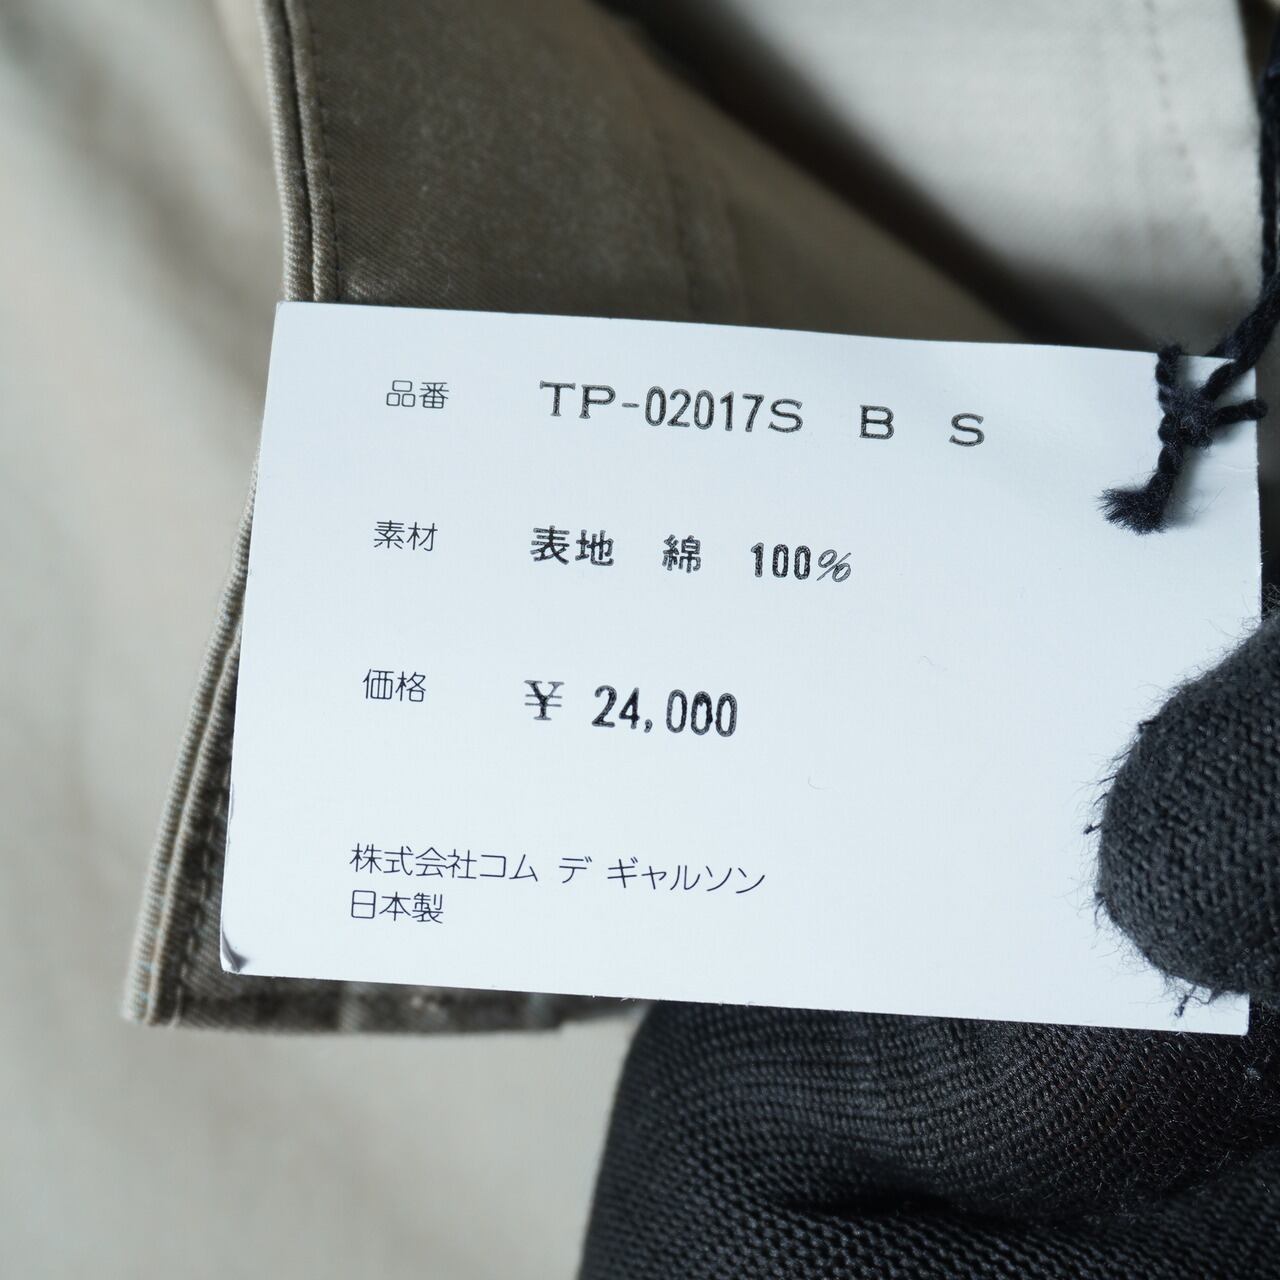 品番 TP-02017S B S
素材 表地 綿 100%
価格 ¥ 24,000
株式会社コム デ ギャルソン
日本製